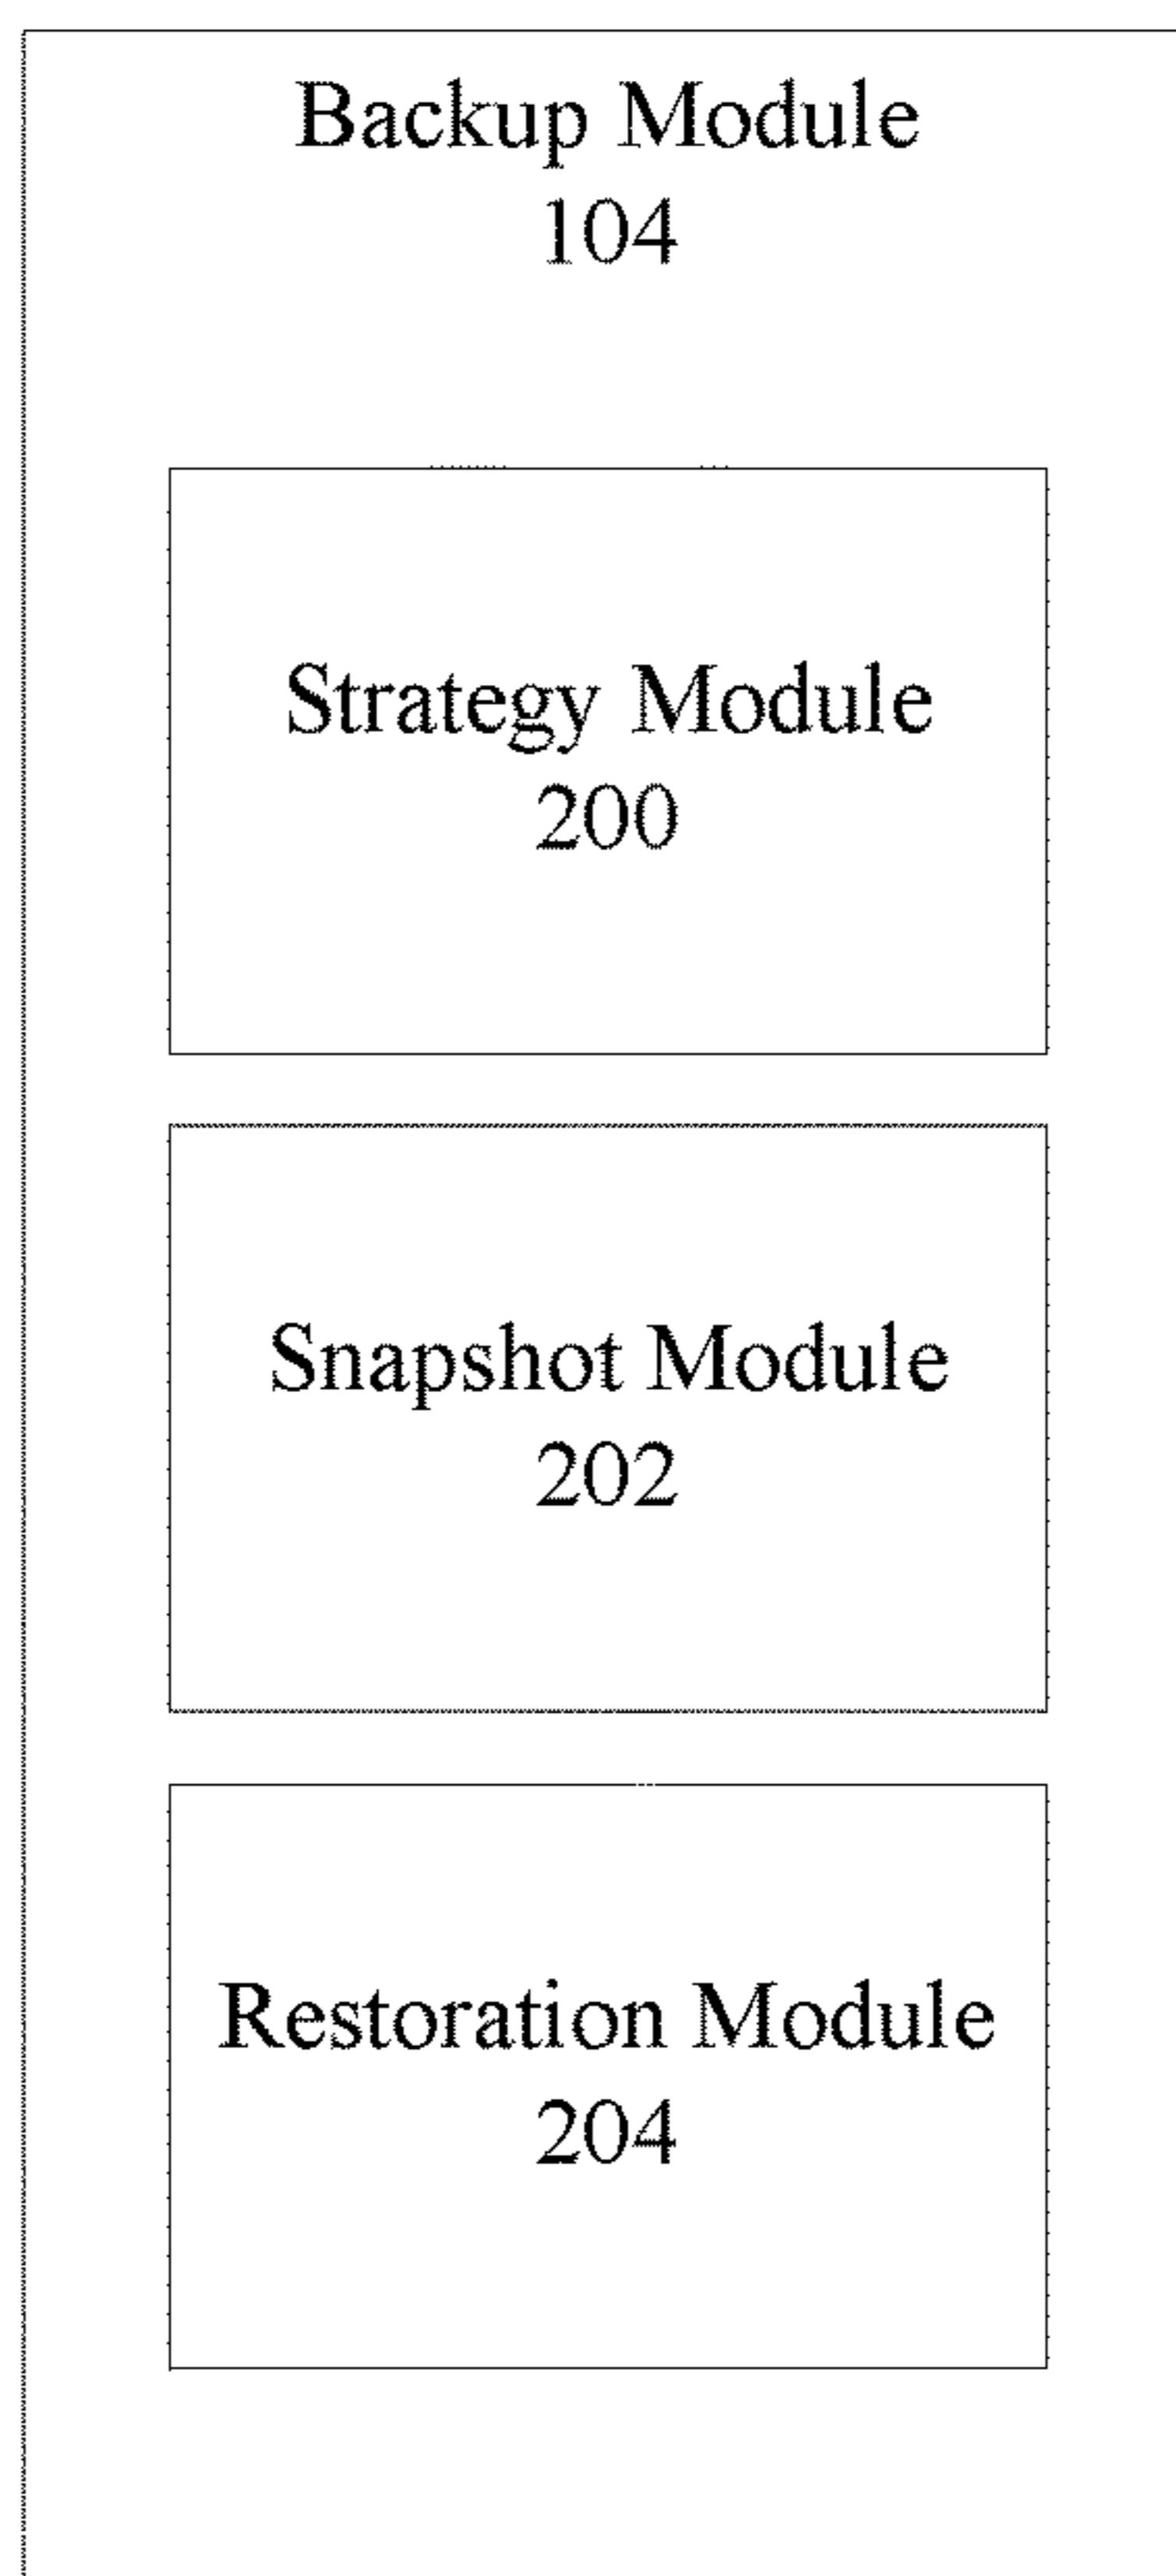 Backup Module
104
Strategy Module
200
Snapshot Module
202
Restoration Module
204